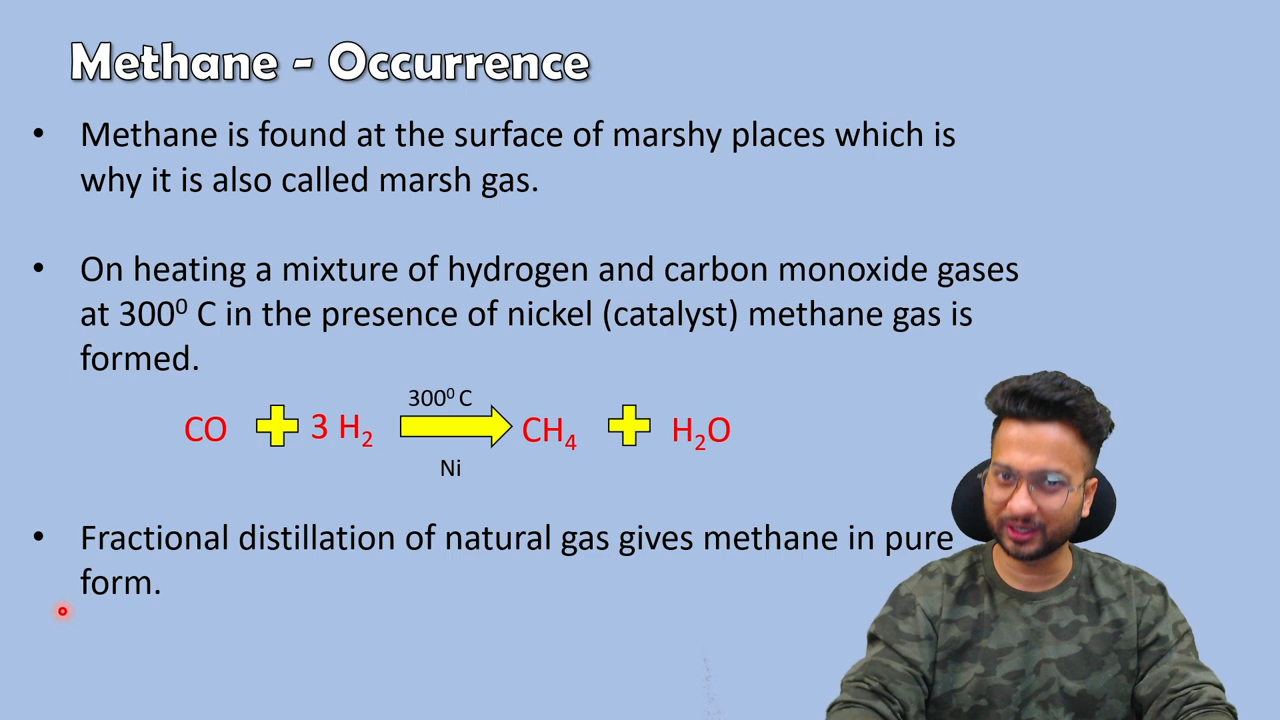 Methane - Occurrence
• Methane is found at the surface of marshy places which is
why it is also called marsh gas.
• On heating a mixture of hydrogen and carbon monoxide gases
at 300⁰ C in the presence of nickel (catalyst) methane gas is
formed.
300⁰ C
CO + 3 H₂ → CH₄ + H₂O
Ni
• Fractional distillation of natural gas gives methane in pure
form.